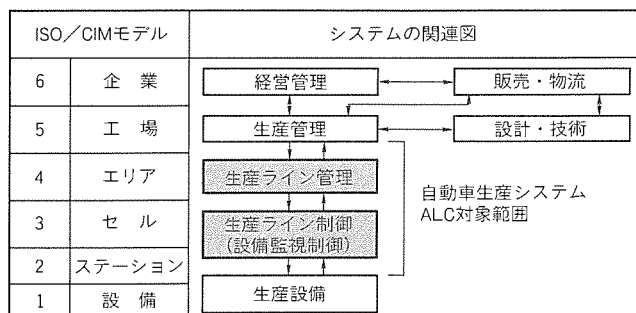 ISO／CIMモデル
システムの関連図
6 企業
経営管理
販売・物流
5 工場
生産管理
設計・技術
4 エリア
生産ライン管理
自動車生産システム
ALC対象範囲
3 セル
生産ライン制御
(設備監視制御)
2 ステーション
1 設備
生産設備